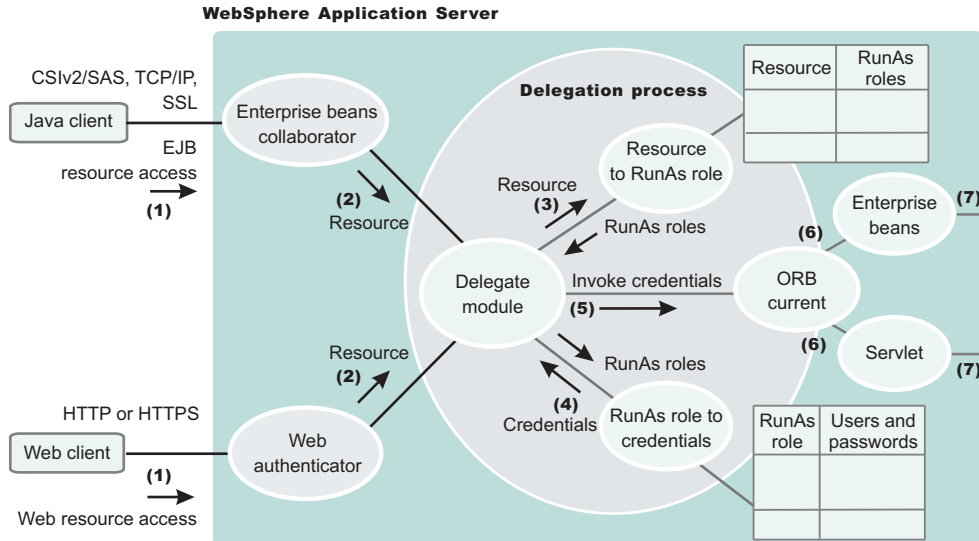 WebSphere Application Server
CSIv2/SAS, TCP/IP,
SSL
Java client
EJB
resource access
(1)
Enterprise beans
collaborator
(2)
Resource
Delegation process
Resource
RunAs
roles
Resource
to RunAs role
Resource
(3)
RunAs roles
Enterprise
beans
(7)
(6)
Delegate
module
Invoke credentials
(5)
ORB
current
(6)
Servlet
(7)
Resource
(2)
RunAs roles
(4)
Credentials
RunAs role to
credentials
RunAs
role
Users and
passwords
HTTP or HTTPS
Web client
(1)
Web resource access
Web
authenticator